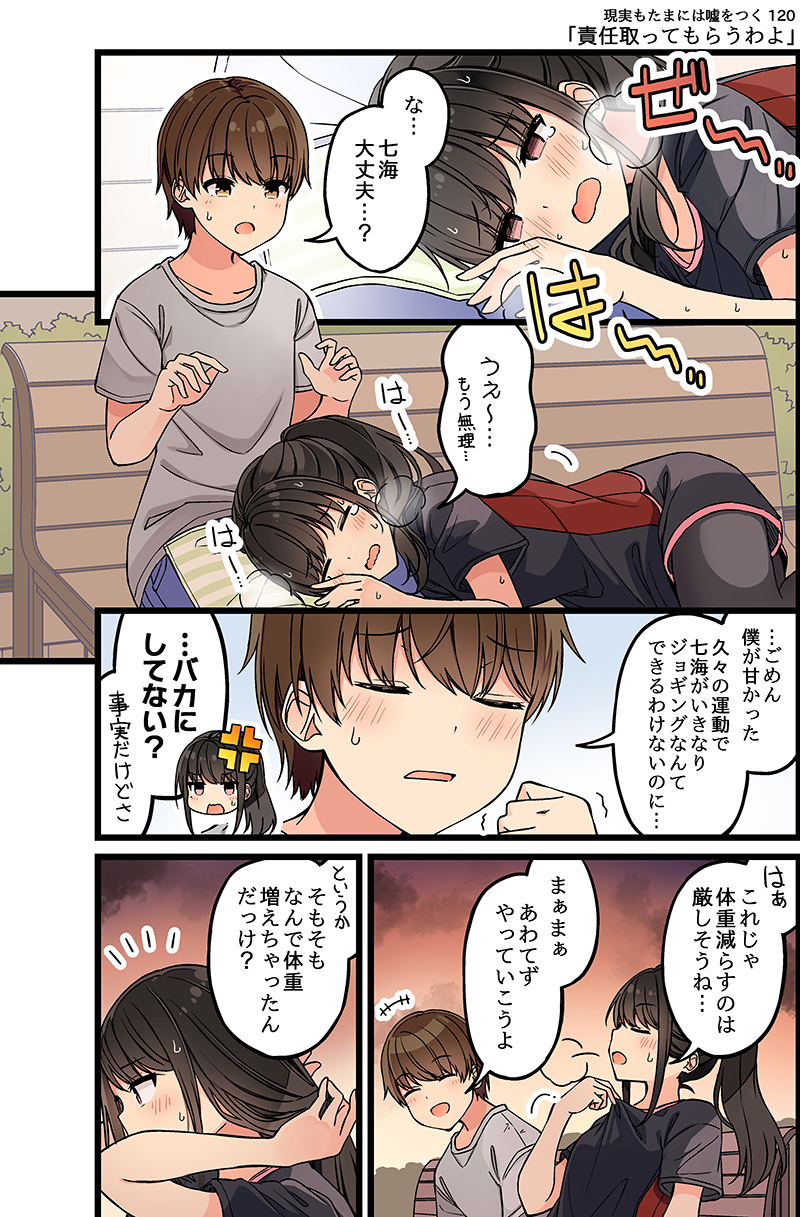 現実もたまには嘘をつく 120
「責任取ってもらうわよ」
ぜ〜〜…
な…
七海
大丈夫…?
は〜〜…
うえ〜…
もう無理…
はー…
はー…
…ごめん
僕が甘かった
久々の運動で
七海がいきなり
ジョギングなんて
できるわけないのに…
…バカに
してない?
事実だけどさ
はぁ
これじゃ
体重減らすのは
厳しそうね…
まぁまぁ
あわてず
やっていこうよ
というか
そもそも
なんで体重
増えちゃったん
だっけ?